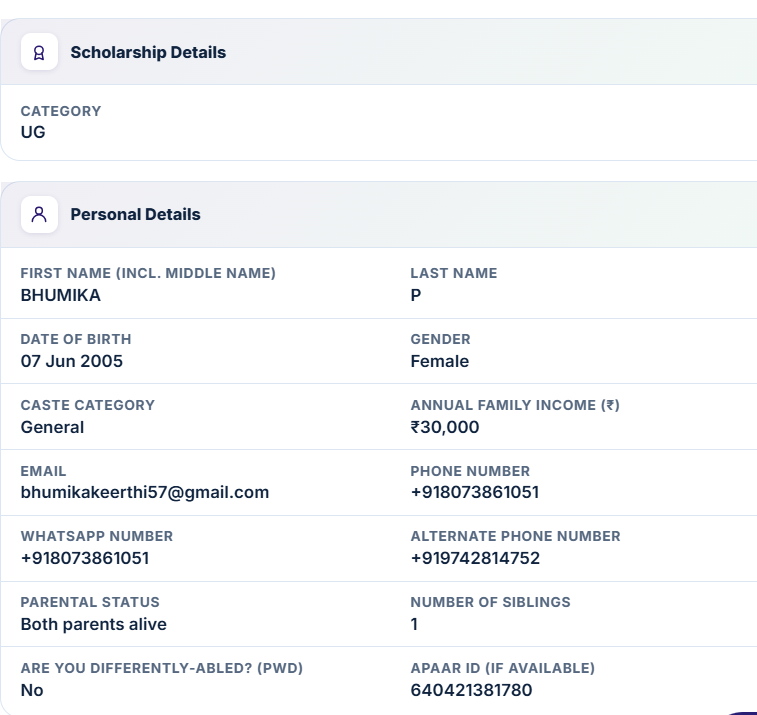 Scholarship Details
CATEGORY
UG
Personal Details
FIRST NAME (INCL. MIDDLE NAME)
BHUMIKA
LAST NAME
P
DATE OF BIRTH
07 Jun 2005
GENDER
Female
CASTE CATEGORY
General
ANNUAL FAMILY INCOME (₹)
₹30,000
EMAIL
bhumikakeerthi57@gmail.com
PHONE NUMBER
+918073861051
WHATSAPP NUMBER
+918073861051
ALTERNATE PHONE NUMBER
+919742814752
PARENTAL STATUS
Both parents alive
NUMBER OF SIBLINGS
1
ARE YOU DIFFERENTLY-ABLED? (PWD)
No
APAAR ID (IF AVAILABLE)
640421381780